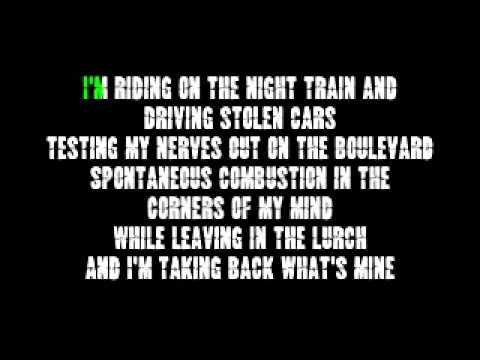 I'M RIDING ON THE NIGHT TRAIN AND
DRIVING STOLEN CARS
TESTING MY NERVES OUT ON THE BOULEVARD
SPONTANEOUS COMBUSTION IN THE
CORNERS OF MY MIND
WHILE LEAVING IN THE LURCH
AND I'M TAKING BACK WHAT'S MINE